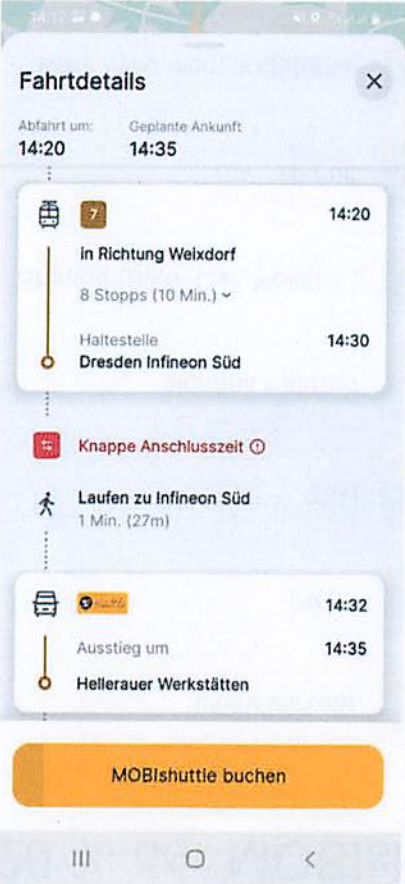 Fahrtdetails
Abfahrt um: Geplante Ankunft
14:20 14:35
7 14:20
in Richtung Weixdorf
8 Stopps (10 Min.)
Haltestelle 14:30
Dresden Infineon Süd
Knappe Anschlusszeit
Laufen zu Infineon Süd
1 Min. (27m)
14:32
Ausstieg um 14:35
Hellerauer Werkstätten
MOBIshuttle buchen